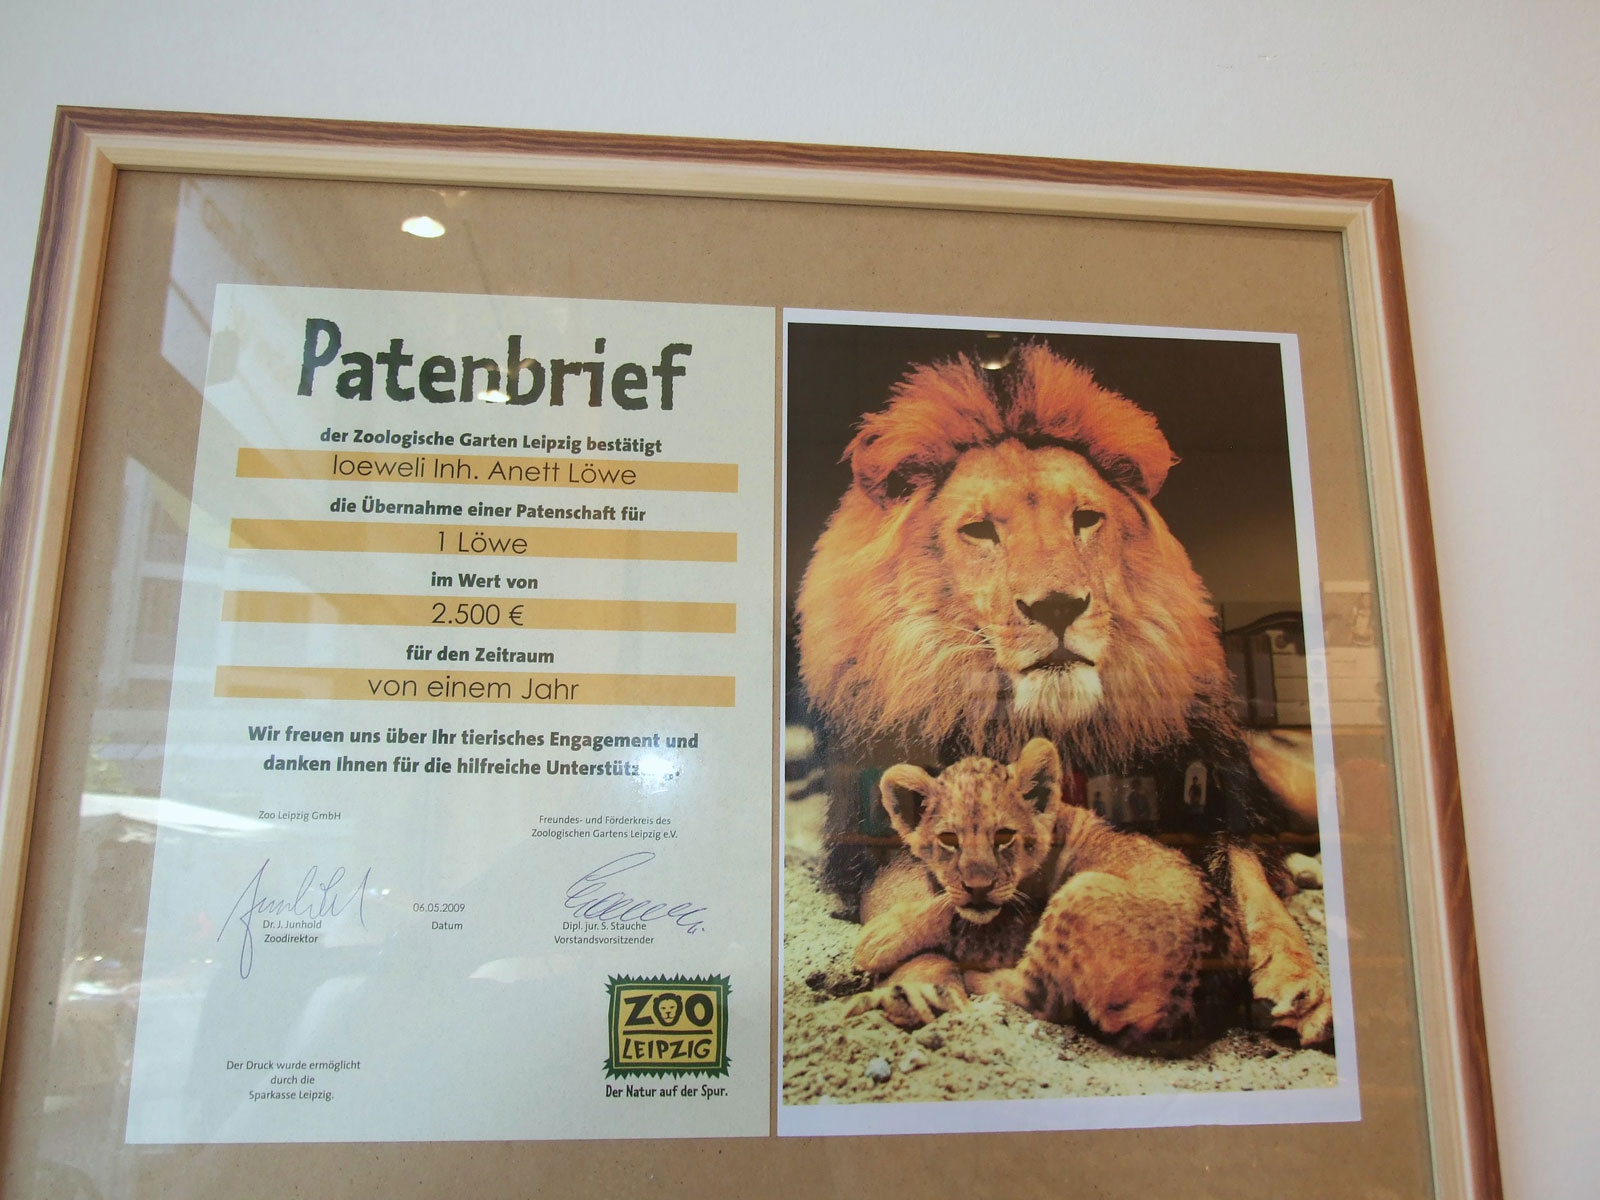 Patenbrief
der Zoologische Garten Leipzig bestätigt
loeweli Inh. Anett Löwe
die Übernahme einer Patenschaft für
1 Löwe
im Wert von
2.500 €
für den Zeitraum
von einem Jahr
Wir freuen uns über Ihr tierisches Engagement und
danken Ihnen für die hilfreiche Unterstützung.
Zoo Leipzig GmbH
Freundes- und Förderkreis des
Zoologischen Gartens Leipzig e.V.
Dr. J. Junhold
Zoodirektor
06.05.2009
Datum
Dipl. jur. S. Stauche
Vorstandsvorsitzender
ZOO
LEIPZIG
Der Natur auf der Spur.
Der Druck wurde ermöglicht
durch die
Sparkasse Leipzig.